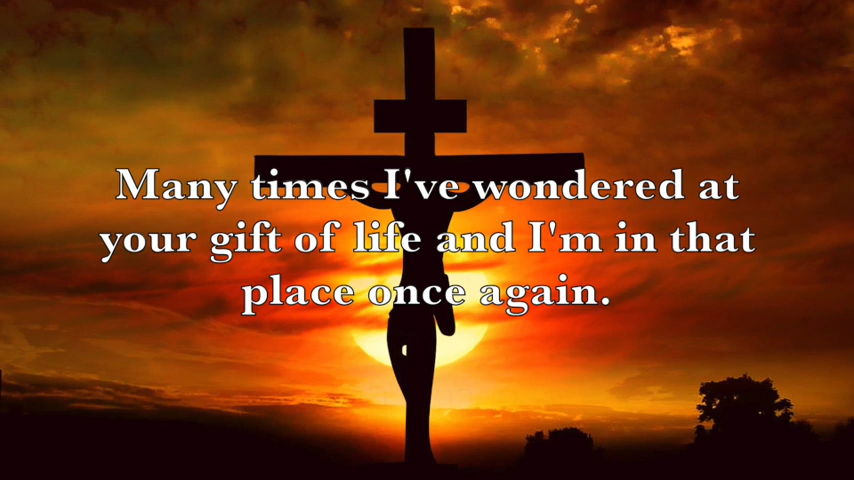 Many times I've wondered at
your gift of life and I'm in that
place once again.